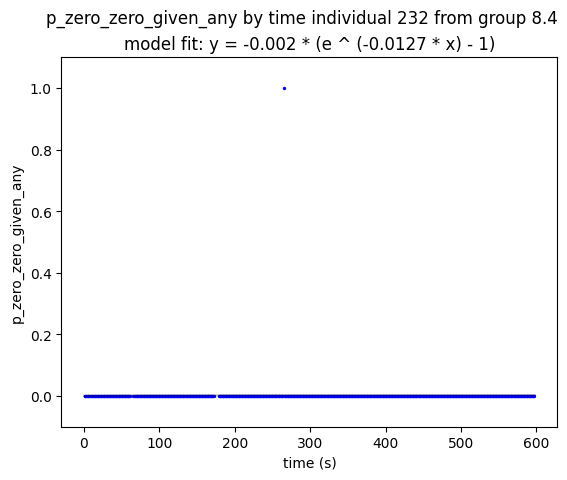 p_zero_zero_given_any by time individual 232 from group 8.4
model fit: y = -0.002 * (e ^ (-0.0127 * x) - 1)
1.0
0.8
0.6
0.4
0.2
0.0
p_zero_zero_given_any
0 100 200 300 400 500 600
time (s)